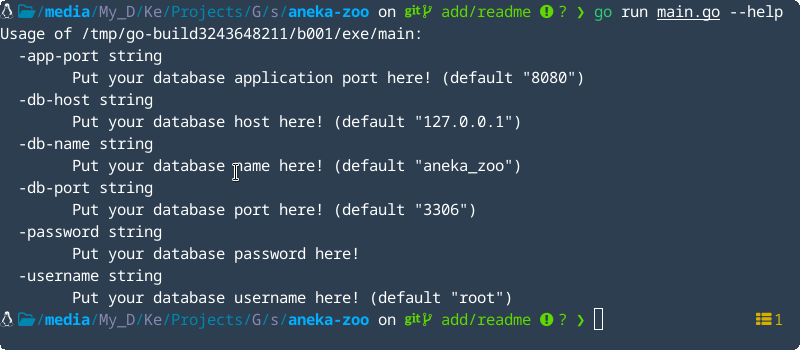 /media/My_D/Ke/Projects/G/s/aneka-zoo on git add/readme ! ? ❯ go run main.go --help
Usage of /tmp/go-build3243648211/b001/exe/main:
  -app-port string
        Put your database application port here! (default "8080")
  -db-host string
        Put your database host here! (default "127.0.0.1")
  -db-name string
        Put your database name here! (default "aneka_zoo")
  -db-port string
        Put your database port here! (default "3306")
  -password string
        Put your database password here!
  -username string
        Put your database username here! (default "root")
/media/My_D/Ke/Projects/G/s/aneka-zoo on git add/readme ! ? ❯ 1